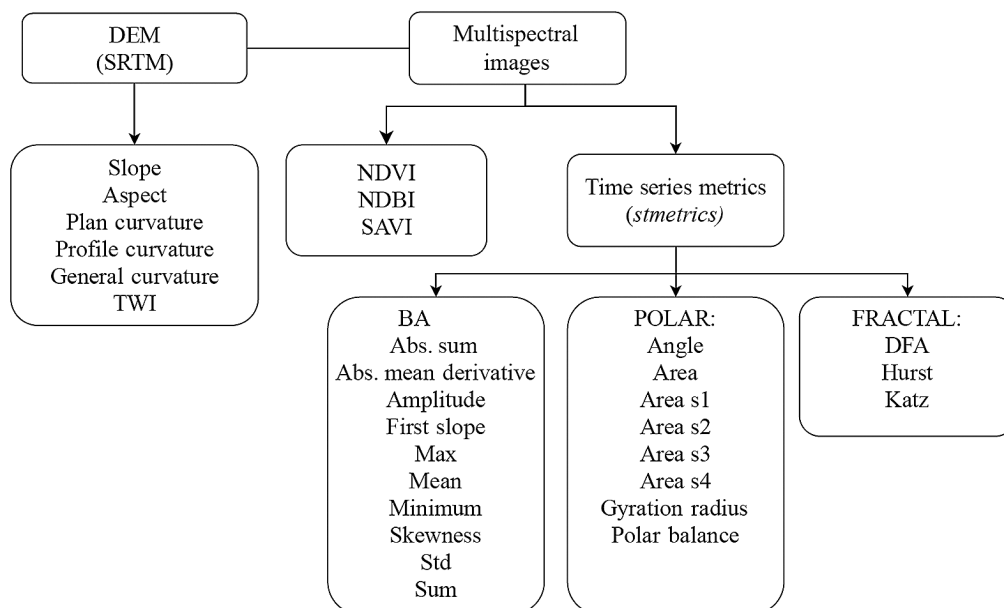 DEM
(SRTM)
Multispectral
images
Slope
Aspect
Plan curvature
Profile curvature
General curvature
TWI
NDVI
NDBI
SAVI
Time series metrics
(stmetrics)
BA
Abs. sum
Abs. mean derivative
Amplitude
First slope
Max
Mean
Minimum
Skewness
Std
Sum
POLAR:
Angle
Area
Area s1
Area s2
Area s3
Area s4
Gyration radius
Polar balance
FRACTAL:
DFA
Hurst
Katz